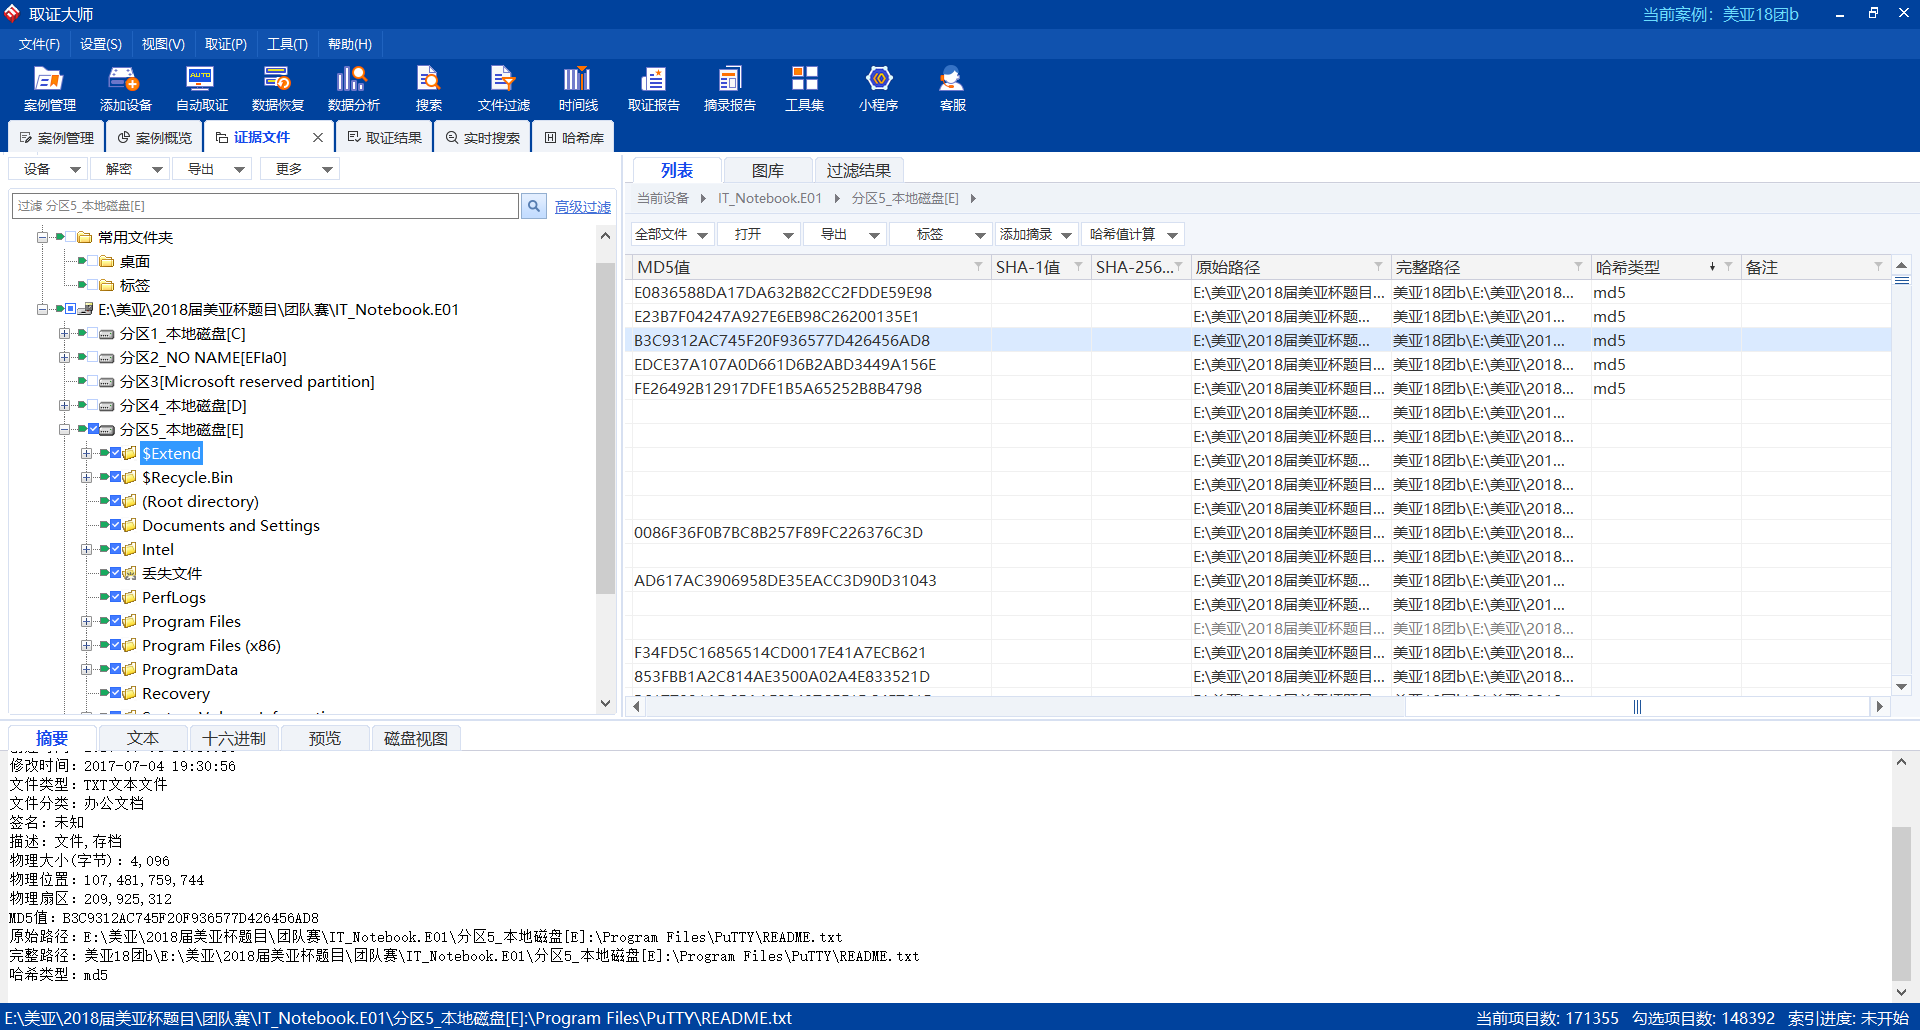 取证大师
当前案例：美亚18团b
文件(F) 设置(S) 视图(V) 取证(P) 工具(T) 帮助(H)
案例管理 添加设备 自动取证 数据恢复 数据分析 搜索 文件过滤 时间线 取证报告 摘录报告 工具集 小程序 客服
案例管理 案例概览 证据文件 取证结果 实时搜索 哈希库
设备 解密 导出 更多
过滤 分区5_本地磁盘[E] 高级过滤
常用文件夹
桌面
标签
E:\美亚\2018届美亚杯题目\团队赛\IT_Notebook.E01
分区1_本地磁盘[C]
分区2_NO NAME[EFIa0]
分区3[Microsoft reserved partition]
分区4_本地磁盘[D]
分区5_本地磁盘[E]
$Extend
$Recycle.Bin
(Root directory)
Documents and Settings
Intel
丢失文件
PerfLogs
Program Files
Program Files (x86)
ProgramData
Recovery
列表 图库 过滤结果
当前设备 IT_Notebook.E01 分区5_本地磁盘[E]
全部文件 打开 导出 标签 添加摘录 哈希值计算
MD5值 SHA-1值 SHA-256... 原始路径 完整路径 哈希类型 备注
E0836588DA17DA632B82CC2FDDE59E98 E:\美亚\2018届美亚杯题目... 美亚18团b\E:\美亚\2018... md5
E23B7F04247A927E6EB98C26200135E1 E:\美亚\2018届美亚杯题... 美亚18团b\E:\美亚\201... md5
B3C9312AC745F20F936577D426456AD8 E:\美亚\2018届美亚杯题... 美亚18团b\E:\美亚\201... md5
EDCE37A107A0D661D6B2ABD3449A156E E:\美亚\2018届美亚杯题目... 美亚18团b\E:\美亚\2018... md5
FE26492B12917DFE1B5A65252B8B4798 E:\美亚\2018届美亚杯题目... 美亚18团b\E:\美亚\2018... md5
E:\美亚\2018届美亚杯题... 美亚18团b\E:\美亚\201...
E:\美亚\2018届美亚杯题目... 美亚18团b\E:\美亚\2018...
E:\美亚\2018届美亚杯题... 美亚18团b\E:\美亚\201...
E:\美亚\2018届美亚杯题目... 美亚18团b\E:\美亚\2018...
E:\美亚\2018届美亚杯题目... 美亚18团b\E:\美亚\2018...
0086F36F0B7BC8B257F89FC226376C3D E:\美亚\2018届美亚杯题目... 美亚18团b\E:\美亚\2018...
E:\美亚\2018届美亚杯题目... 美亚18团b\E:\美亚\2018...
AD617AC3906958DE35EACC3D90D31043 E:\美亚\2018届美亚杯题... 美亚18团b\E:\美亚\201...
E:\美亚\2018届美亚杯题... 美亚18团b\E:\美亚\201...
E:\美亚\2018届美亚杯题目... 美亚18团b\E:\美亚\2018...
F34FD5C16856514CD0017E41A7ECB621 E:\美亚\2018届美亚杯题目... 美亚18团b\E:\美亚\2018...
853FBB1A2C814AE3500A02A4E833521D E:\美亚\2018届美亚杯题目... 美亚18团b\E:\美亚\2018...
摘要 文本 十六进制 预览 磁盘视图
修改时间：2017-07-04 19:30:56
文件类型：TXT文本文件
文件分类：办公文档
签名：未知
描述：文件,存档
物理大小(字节)：4,096
物理位置：107,481,759,744
物理扇区：209,925,312
MD5值：B3C9312AC745F20F936577D426456AD8
原始路径：E:\美亚\2018届美亚杯题目\团队赛\IT_Notebook.E01\分区5_本地磁盘[E]:\Program Files\PuTTY\README.txt
完整路径：美亚18团b\E:\美亚\2018届美亚杯题目\团队赛\IT_Notebook.E01\分区5_本地磁盘[E]:\Program Files\PuTTY\README.txt
哈希类型：md5
E:\美亚\2018届美亚杯题目\团队赛\IT_Notebook.E01\分区5_本地磁盘[E]:\Program Files\PuTTY\README.txt
当前项目数: 171355 勾选项目数: 148392 索引进度: 未开始